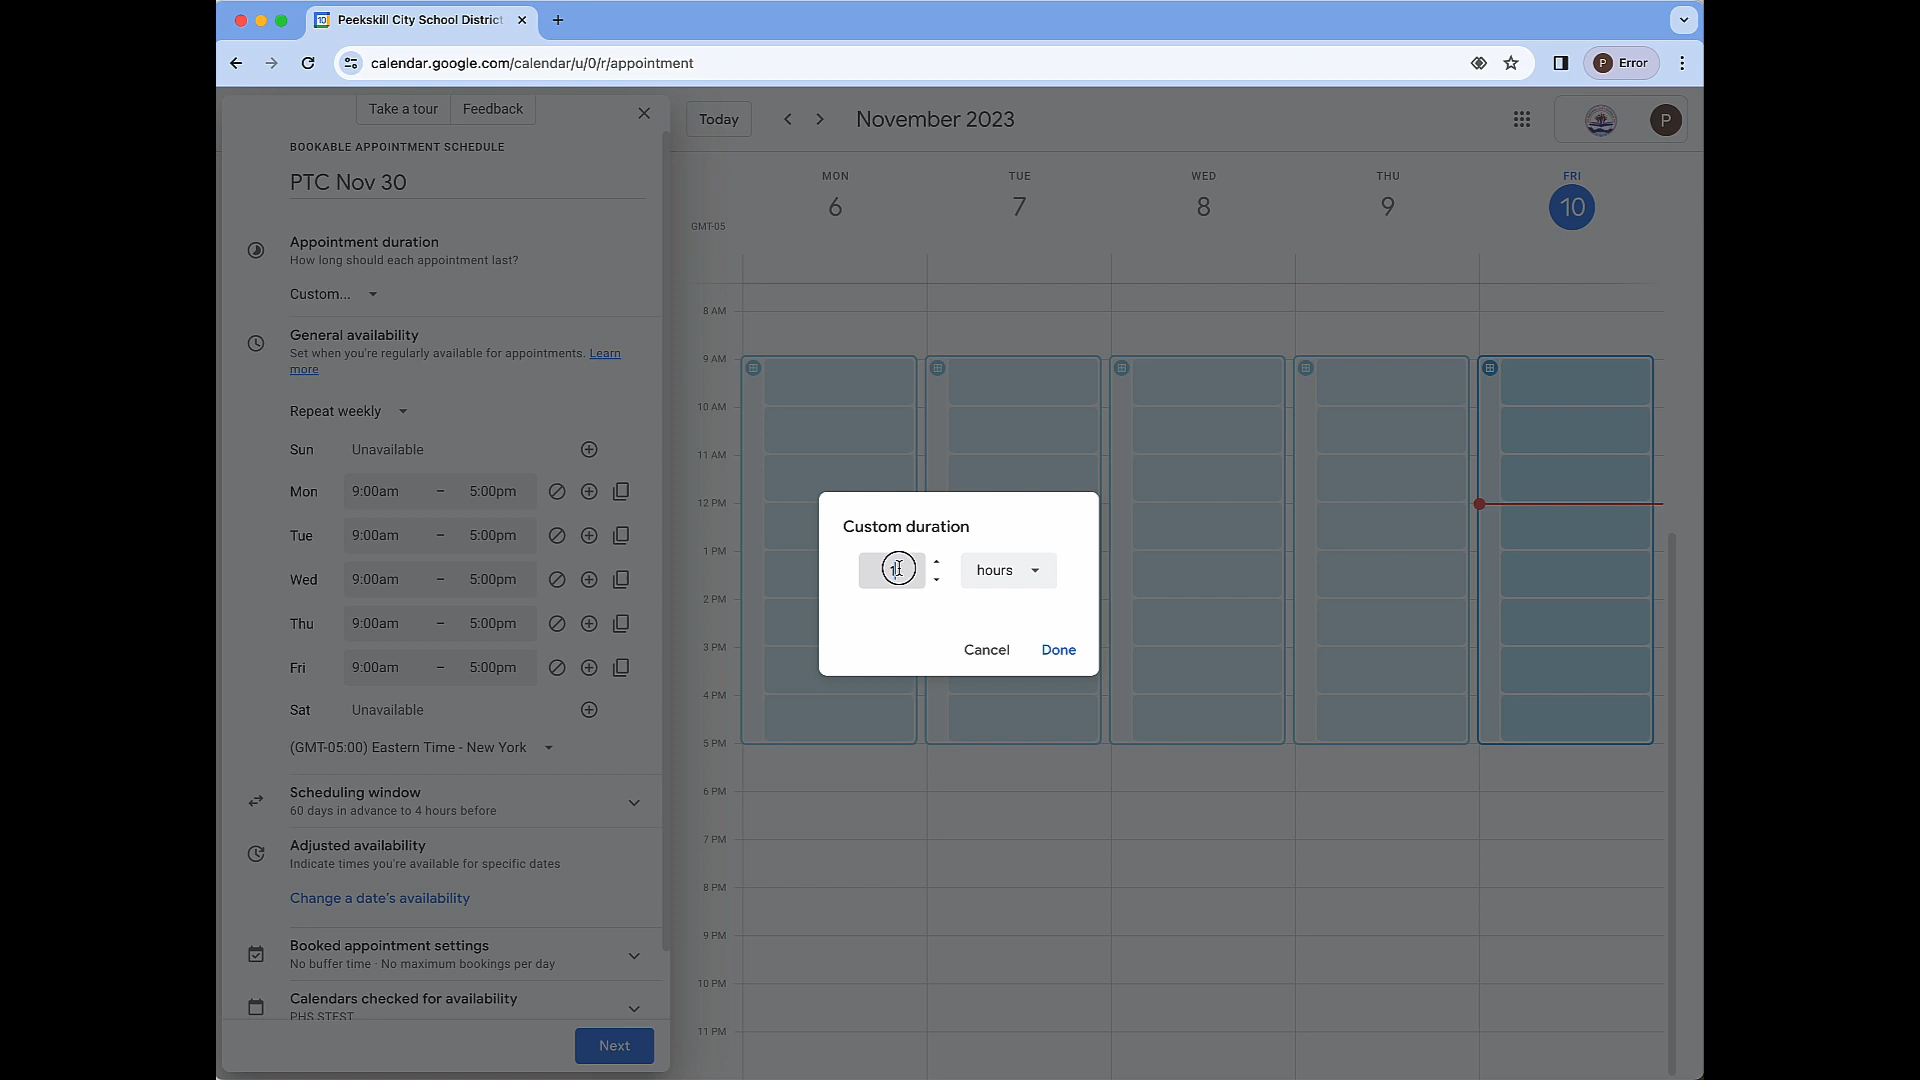 Peekskill City School District
calendar.google.com/calendar/u/0/r/appointment
P Error
Take a tour Feedback
BOOKABLE APPOINTMENT SCHEDULE
PTC Nov 30
Appointment duration
How long should each appointment last?
Custom...
General availability
Set when you're regularly available for appointments. Learn
more
Repeat weekly
Sun Unavailable
Mon 9:00am – 5:00pm
Tue 9:00am – 5:00pm
Wed 9:00am – 5:00pm
Thu 9:00am – 5:00pm
Fri 9:00am – 5:00pm
Sat Unavailable
(GMT-05:00) Eastern Time - New York
Scheduling window
60 days in advance to 4 hours before
Adjusted availability
Indicate times you're available for specific dates
Change a date's availability
Booked appointment settings
No buffer time · No maximum bookings per day
Calendars checked for availability
PHS STEST
Next
Today November 2023
P
MON TUE WED THU FRI
6 7 8 9 10
GMT-05
8 AM
9 AM
10 AM
11 AM
12 PM
1 PM
2 PM
3 PM
4 PM
5 PM
6 PM
7 PM
8 PM
9 PM
10 PM
11 PM
Custom duration
1 hours
Cancel Done